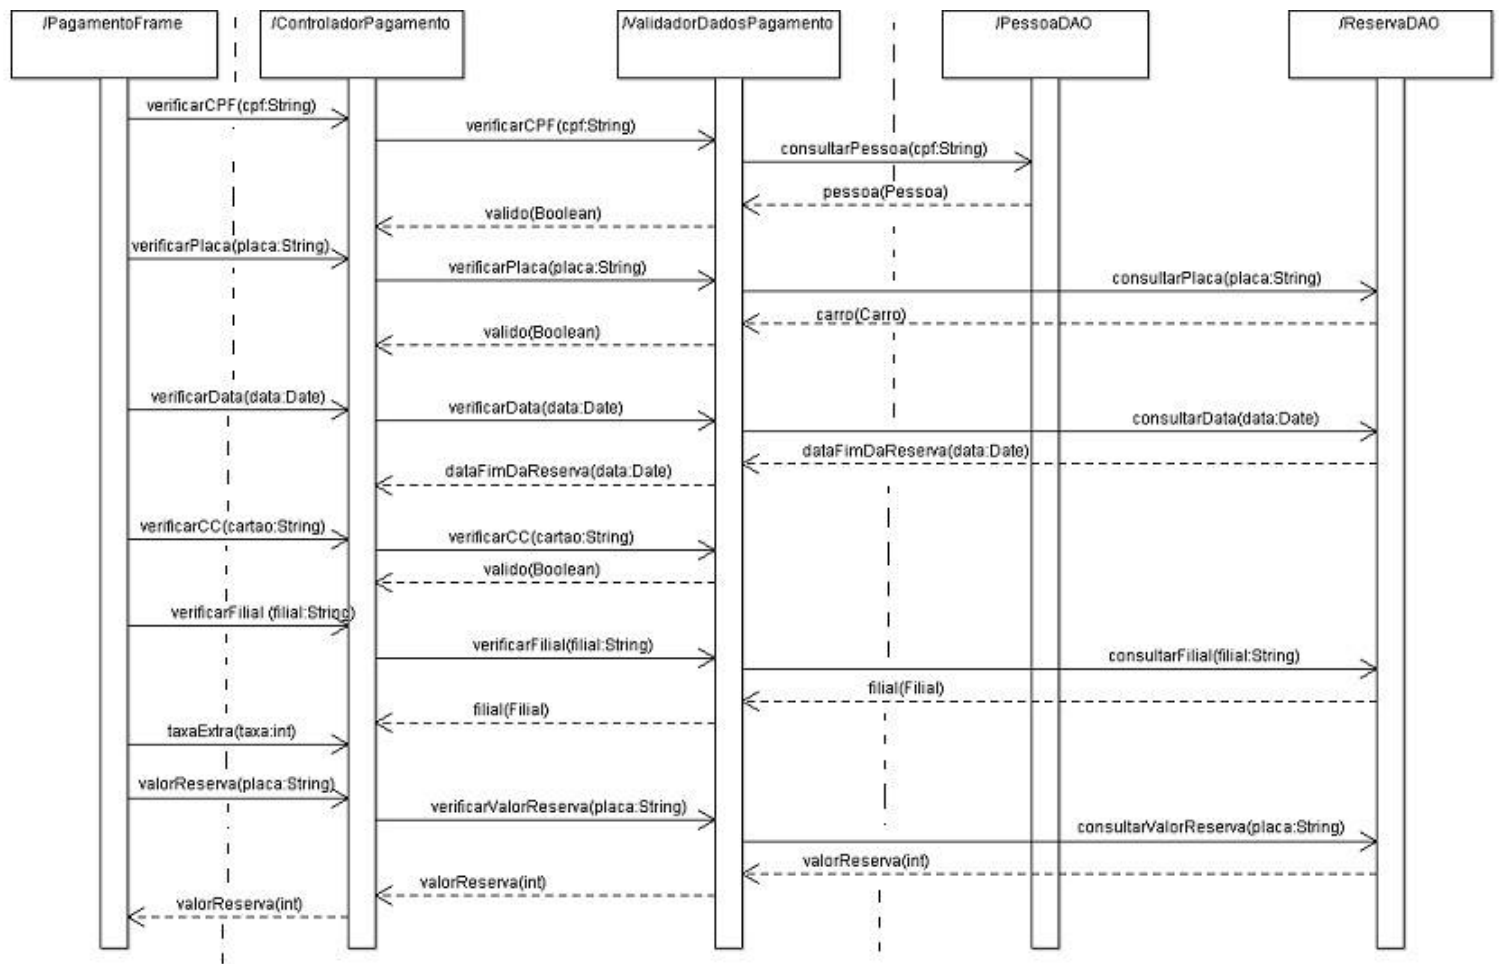 /PagamentoFrame
/ControladorPagamento
/ValidadorDadosPagamento
/PessoaDAO
/ReservaDAO
verificarCPF(cpf:String)
verificarCPF(cpf:String)
consultarPessoa(cpf:String)
pessoa(Pessoa)
valido(Boolean)
verificarPlaca(placa:String)
verificarPlaca(placa:String)
consultarPlaca(placa:String)
carro(Carro)
valido(Boolean)
verificarData(data:Date)
verificarData(data:Date)
consultarData(data:Date)
dataFimDaReserva(data:Date)
dataFimDaReserva(data:Date)
verificarCC(cartao:String)
verificarCC(cartao:String)
valido(Boolean)
verificarFilial (filial:String)
verificarFilial(filial:String)
consultarFilial(filial:String)
filial(Filial)
filial(Filial)
taxaExtra(taxa:int)
valorReserva(placa:String)
verificarValorReserva(placa:String)
consultarValorReserva(placa:String)
valorReserva(int)
valorReserva(int)
valorReserva(int)